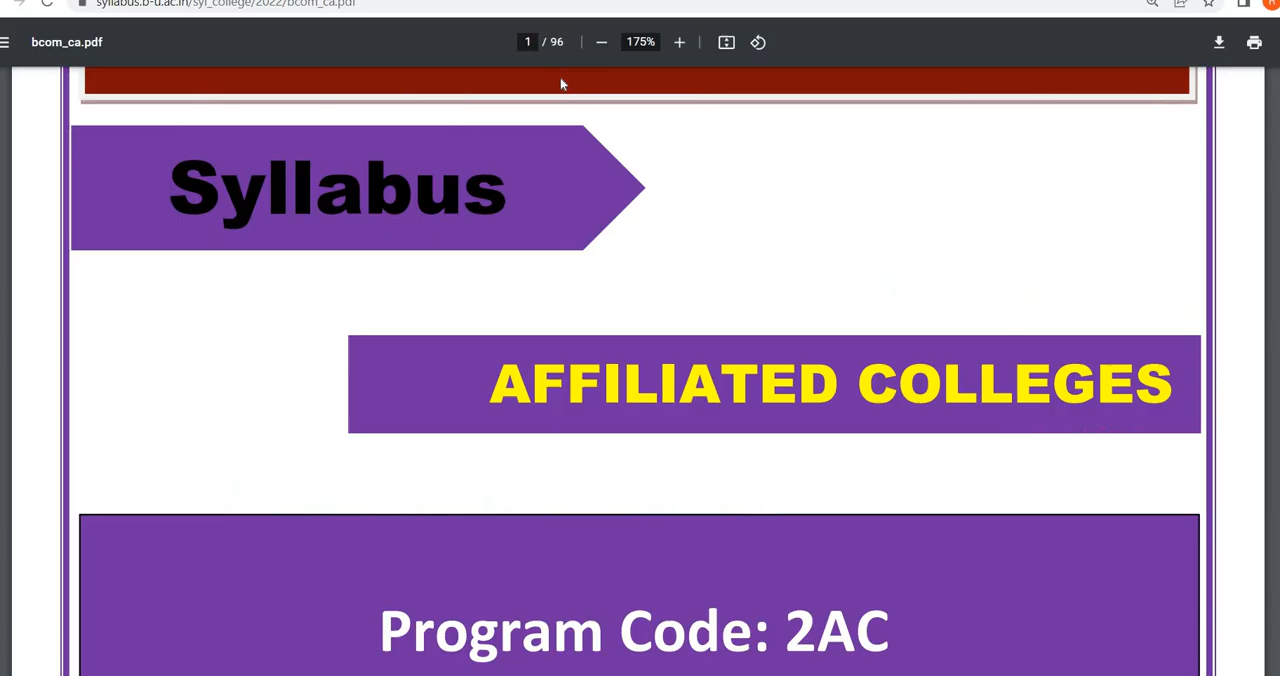 syllabus.b-u.ac.in/syl_college/2022/bcom_ca.pdf
bcom_ca.pdf
1 / 96
175%
Syllabus
AFFILIATED COLLEGES
Program Code: 2AC